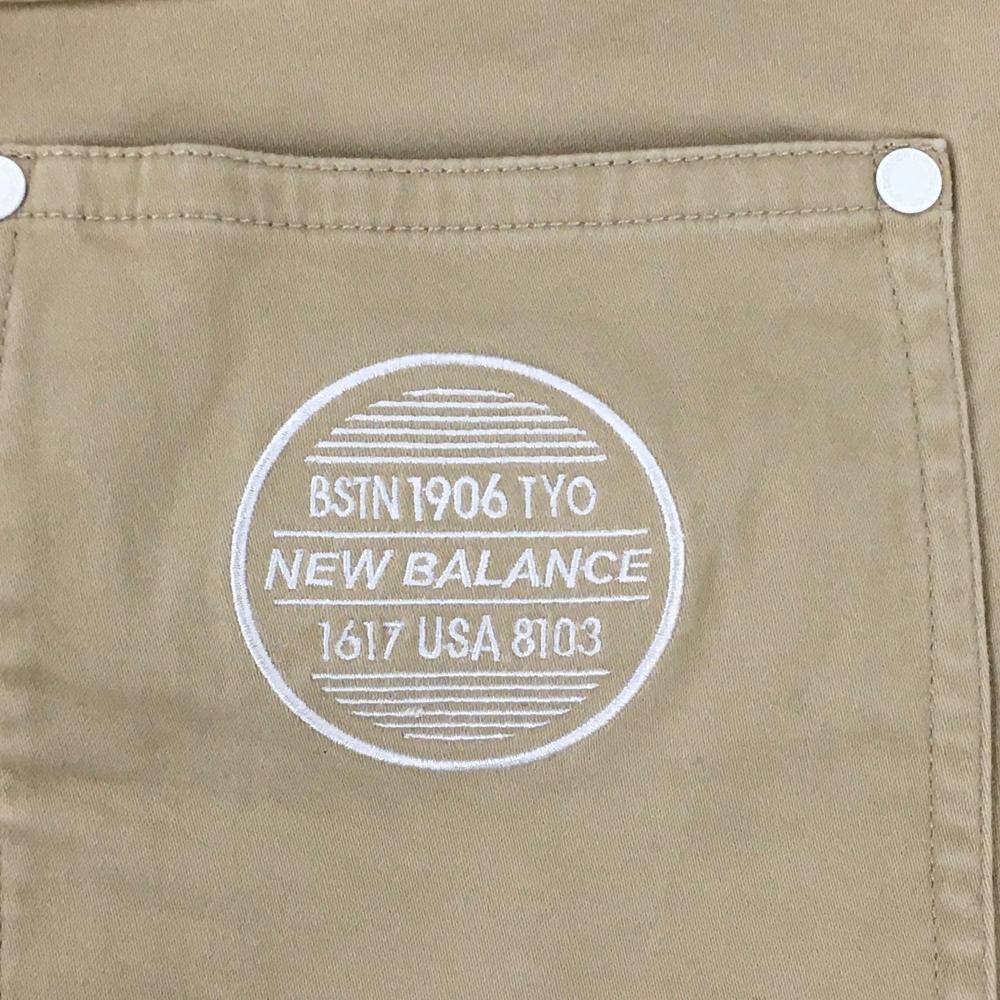 BSTN 1906 TYO
NEW BALANCE
1617 USA 8103